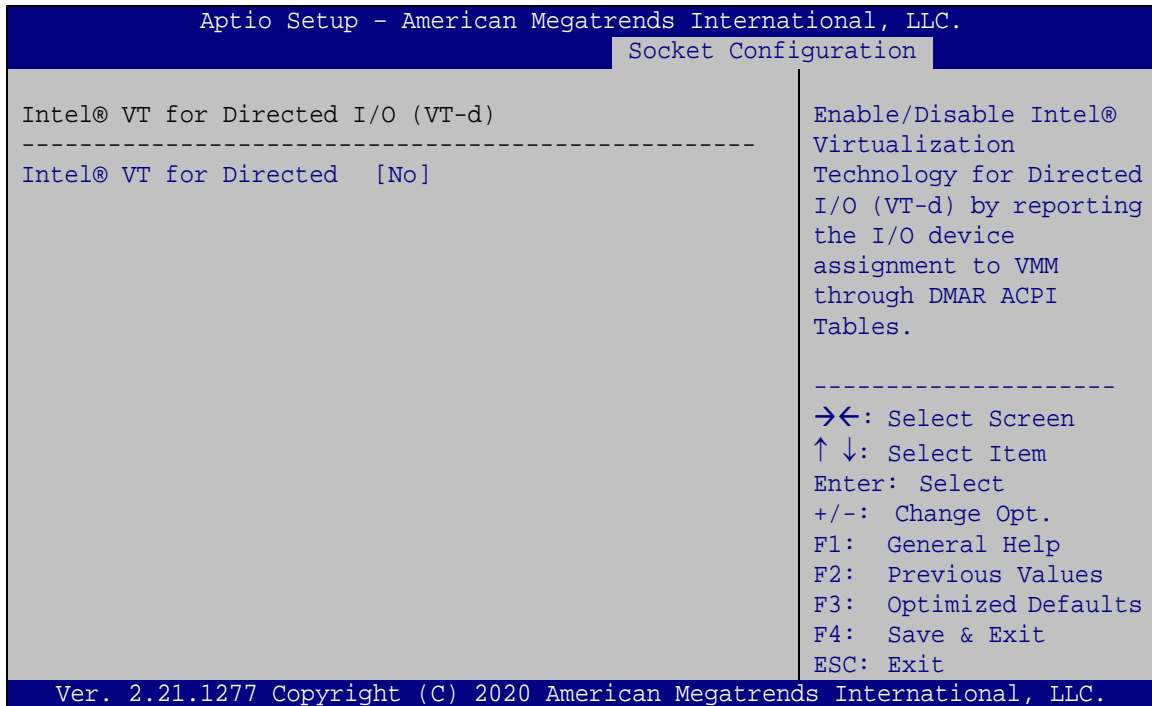 Aptio Setup – American Megatrends International, LLC.
Socket Configuration
Intel® VT for Directed I/O (VT-d)
---------------------------------------------------
Intel® VT for Directed [No]
Enable/Disable Intel®
Virtualization
Technology for Directed
I/O (VT-d) by reporting
the I/O device
assignment to VMM
through DMAR ACPI
Tables.
---------------------
→←: Select Screen
↑ ↓: Select Item
Enter: Select
+/-: Change Opt.
F1: General Help
F2: Previous Values
F3: Optimized Defaults
F4: Save & Exit
ESC: Exit
Ver. 2.21.1277 Copyright (C) 2020 American Megatrends International, LLC.